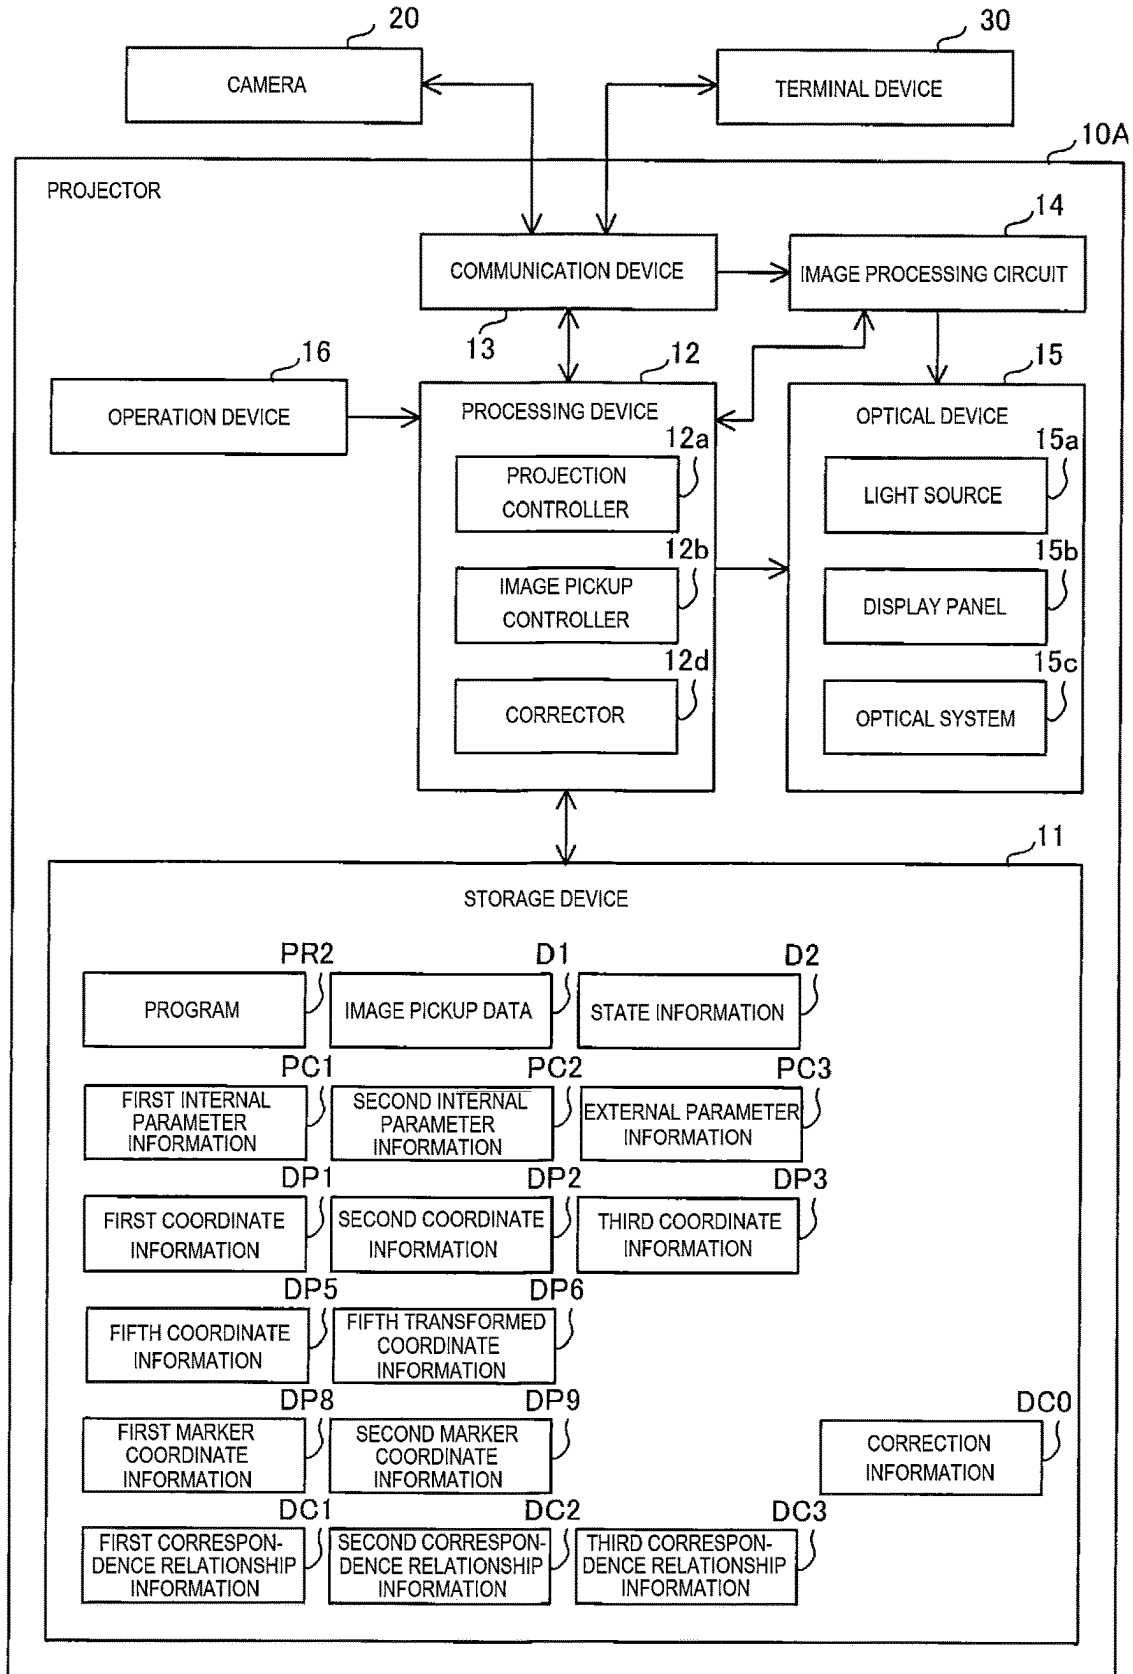 20
30
CAMERA
TERMINAL DEVICE
10A
PROJECTOR
14
COMMUNICATION DEVICE
IMAGE PROCESSING CIRCUIT
13
16
12
15
OPERATION DEVICE
PROCESSING DEVICE
OPTICAL DEVICE
12a
15a
PROJECTION
CONTROLLER
LIGHT SOURCE
12b
15b
IMAGE PICKUP
CONTROLLER
DISPLAY PANEL
12d
15c
CORRECTOR
OPTICAL SYSTEM
11
STORAGE DEVICE
PR2
D1
D2
PROGRAM
IMAGE PICKUP DATA
STATE INFORMATION
PC1
PC2
PC3
FIRST INTERNAL
PARAMETER
INFORMATION
SECOND INTERNAL
PARAMETER
INFORMATION
EXTERNAL PARAMETER
INFORMATION
DP1
DP2
DP3
FIRST COORDINATE
INFORMATION
SECOND COORDINATE
INFORMATION
THIRD COORDINATE
INFORMATION
DP5
DP6
FIFTH COORDINATE
INFORMATION
FIFTH TRANSFORMED
COORDINATE
INFORMATION
DP8
DP9
DC0
FIRST MARKER
COORDINATE
INFORMATION
SECOND MARKER
COORDINATE
INFORMATION
CORRECTION
INFORMATION
DC1
DC2
DC3
FIRST CORRESPON-
DENCE RELATIONSHIP
INFORMATION
SECOND CORRESPON-
DENCE RELATIONSHIP
INFORMATION
THIRD CORRESPON-
DENCE RELATIONSHIP
INFORMATION